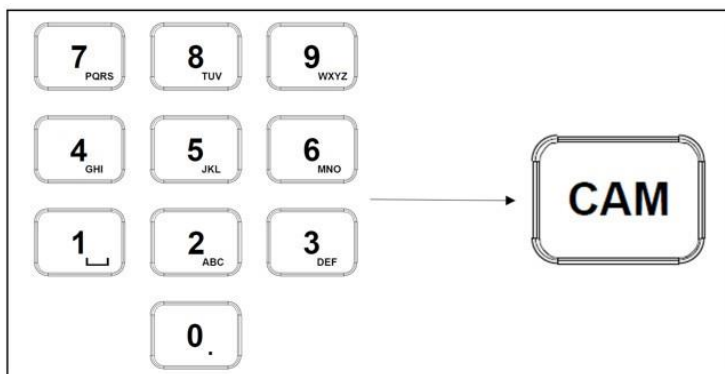 7 PQRS 8 TUV 9 WXYZ
4 GHI 5 JKL 6 MNO
CAM
1 2 ABC 3 DEF
0 .